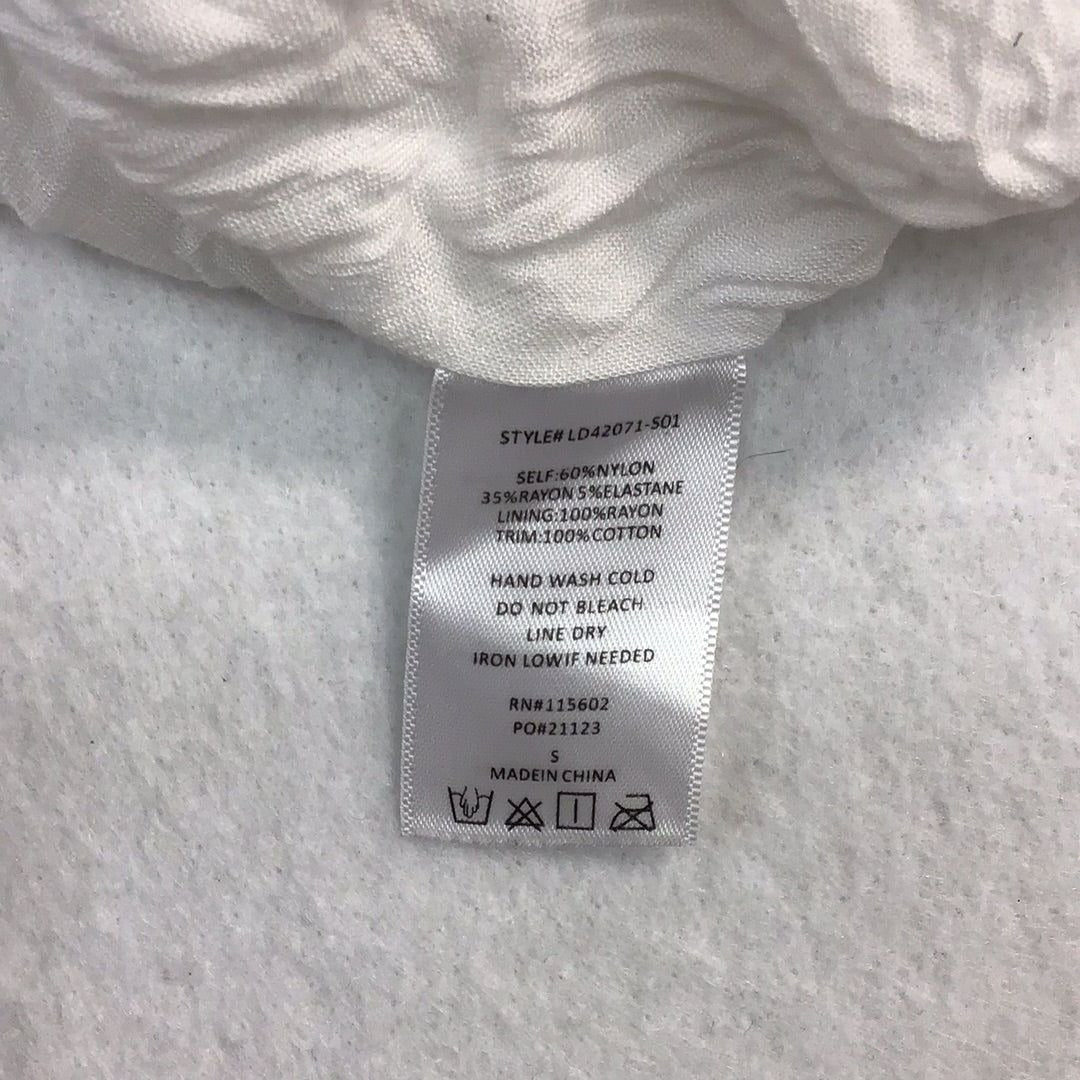 STYLE# LD42071-S01
SELF:60%NYLON
35%RAYON 5%ELASTANE
LINING:100%RAYON
TRIM:100%COTTON
HAND WASH COLD
DO NOT BLEACH
LINE DRY
IRON LOWIF NEEDED
RN#115602
PO#21123
S
MADEIN CHINA